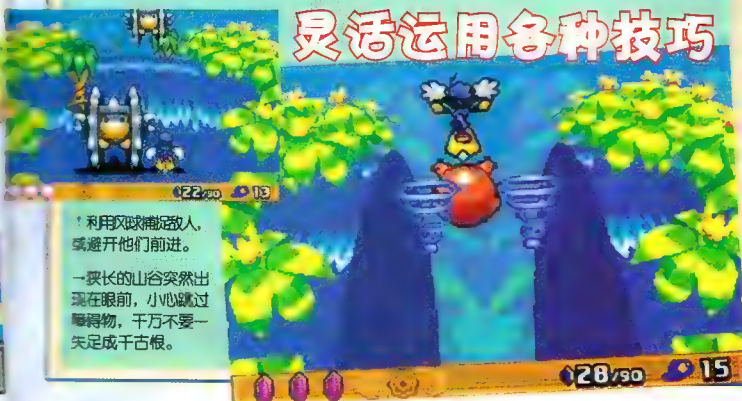 灵活运用各种技巧
22/90 13
↑利用风球捕捉敌人,
或避开他们前进。
→狭长的山谷突然出
现在眼前,小心跳过
障碍物,千万不要一
失足成千古恨。
28/90 15